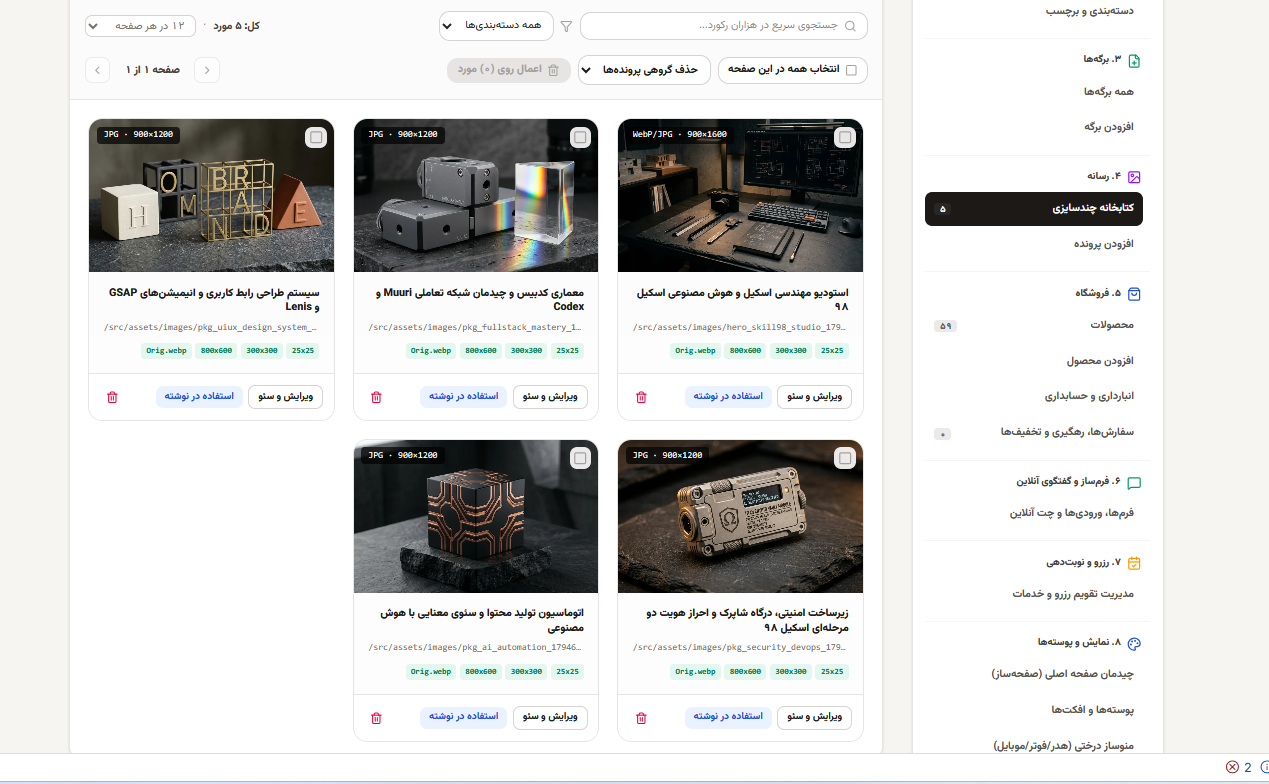 دسته‌بندی و برچسب
۳. برگه‌ها
همه برگه‌ها
افزودن برگه
۴. رسانه
کتابخانه چندسایزی
۵
افزودن پرونده
۵. فروشگاه
محصولات
۵۹
افزودن محصول
انبارداری و حسابداری
سفارش‌ها، رهگیری و تخفیف‌ها
۰
۶. فرم‌ساز و گفتگوی آنلاین
فرم‌ها، ورودی‌ها و چت آنلاین
۷. رزرو و نوبت‌دهی
مدیریت تقویم رزرو و خدمات
۸. نمایش و پوسته‌ها
چیدمان صفحه اصلی (صفحه‌ساز)
پوسته‌ها و افکت‌ها
منوساز درختی (هدر/فوتر/موبایل)
جستجوی سریع در هزاران رکورد...
همه دسته‌بندی‌ها
کل: ۵ مورد
·
۱۲ در هر صفحه
انتخاب همه در این صفحه
حذف گروهی پرونده‌ها
اعمال روی (۰) مورد
صفحه ۱ از ۱
WebP/JPG · 900×1600
استودیو مهندسی اسکیل و هوش مصنوعی اسکیل
۹۸
/src/assets/images/hero_skill98_studio_179…
25x25
300x300
800x600
Orig.webp
ویرایش و سئو
استفاده در نوشته
JPG · 900×1200
معماری کدبیس و چیدمان شبکه تعاملی Muuri و
Codex
/src/assets/images/pkg_fullstack_mastery_1…
25x25
300x300
800x600
Orig.webp
ویرایش و سئو
استفاده در نوشته
JPG · 900×1200
BR
O
A
H
M
ND
E
سیستم طراحی رابط کاربری و انیمیشن‌های GSAP
و Lenis
/src/assets/images/pkg_uiux_design_system_…
25x25
300x300
800x600
Orig.webp
ویرایش و سئو
استفاده در نوشته
JPG · 900×1200
زیرساخت امنیتی، درگاه شاپرک و احراز هویت دو
مرحله‌ای اسکیل ۹۸
/src/assets/images/pkg_security_devops_179…
25x25
300x300
800x600
Orig.webp
ویرایش و سئو
استفاده در نوشته
JPG · 900×1200
اتوماسیون تولید محتوا و سئوی معنایی با هوش
مصنوعی
/src/assets/images/pkg_ai_automation_17946…
25x25
300x300
800x600
Orig.webp
ویرایش و سئو
استفاده در نوشته
2